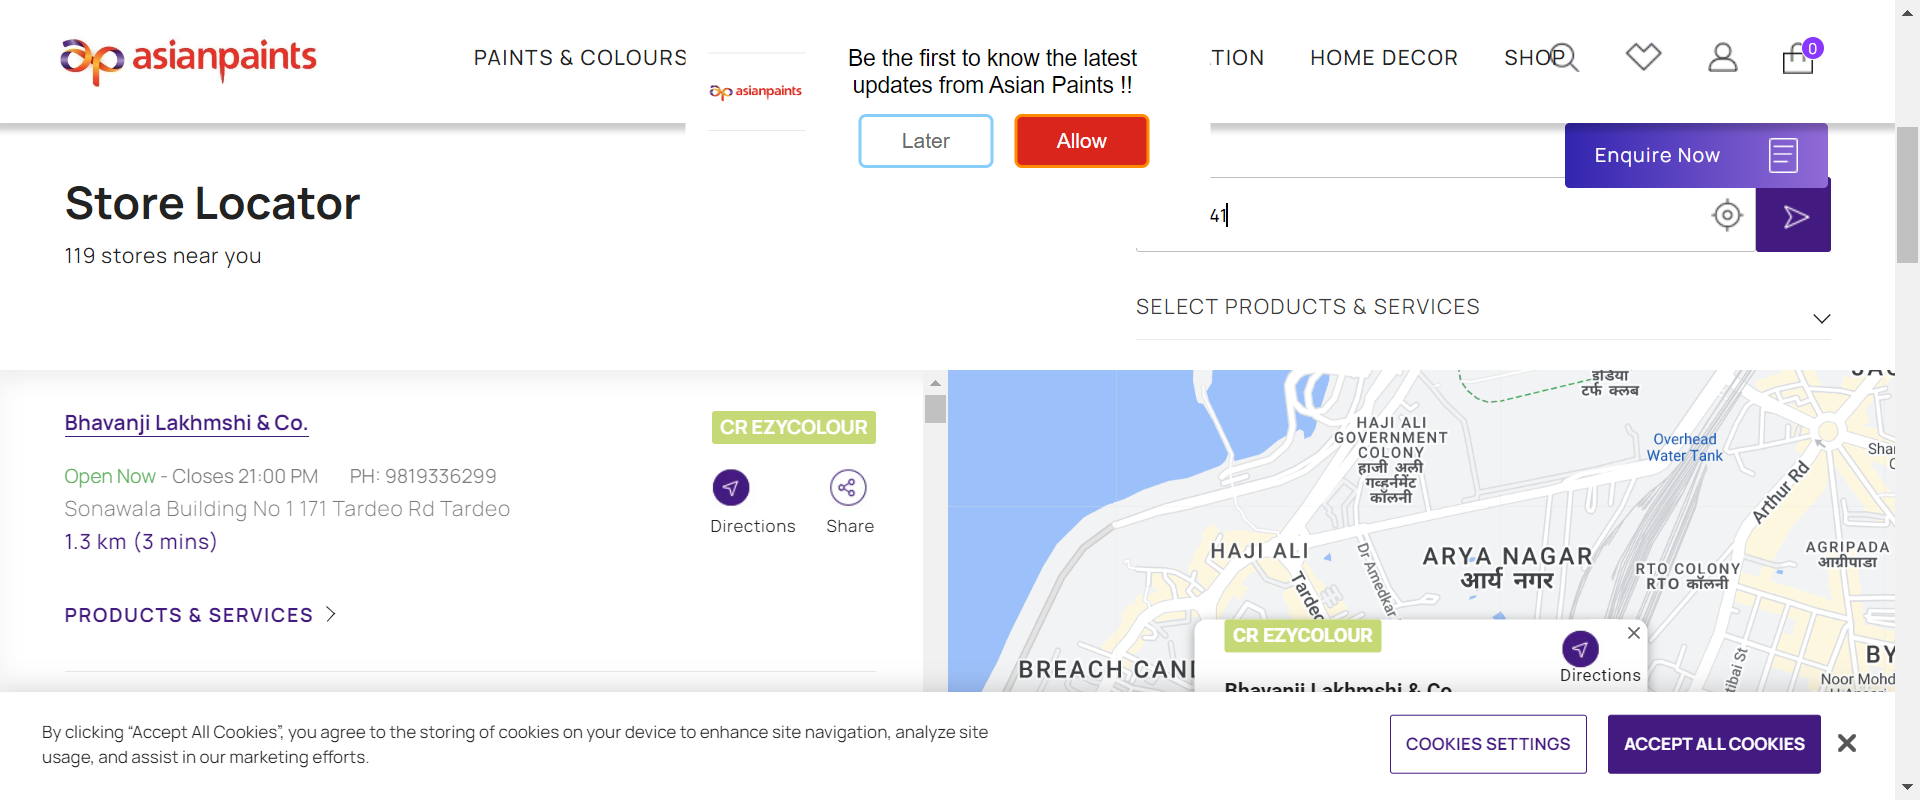 asianpaints
PAINTS & COLOURS
TION
HOME DECOR
SHOP
0
asianpaints
Be the first to know the latest
updates from Asian Paints !!
Later
Allow
Enquire Now
Store Locator
119 stores near you
41
SELECT PRODUCTS & SERVICES
Bhavanji Lakhmshi & Co.
CR EZYCOLOUR
Open Now - Closes 21:00 PM PH: 9819336299
Sonawala Building No 1 171 Tardeo Rd Tardeo
1.3 km (3 mins)
Directions
Share
PRODUCTS & SERVICES
इंडिया
टर्फ क्लब
HAJI ALI
GOVERNMENT
COLONY
हाजी अली
गव्हर्नमेंट
कॉलनी
Overhead
Water Tank
Arthur Rd
HAJI ALI
Dr Amedkar
ARYA NAGAR
आर्य नगर
RTO COLONY
RTO कॉलनी
AGRIPADA
आग्रीपाडा
Tardeo
BREACH CAN
BY
Noor Mohd
CR EZYCOLOUR
Directions
Bhavanji Lakhmshi & Co
By clicking “Accept All Cookies”, you agree to the storing of cookies on your device to enhance site navigation, analyze site
usage, and assist in our marketing efforts.
COOKIES SETTINGS
ACCEPT ALL COOKIES